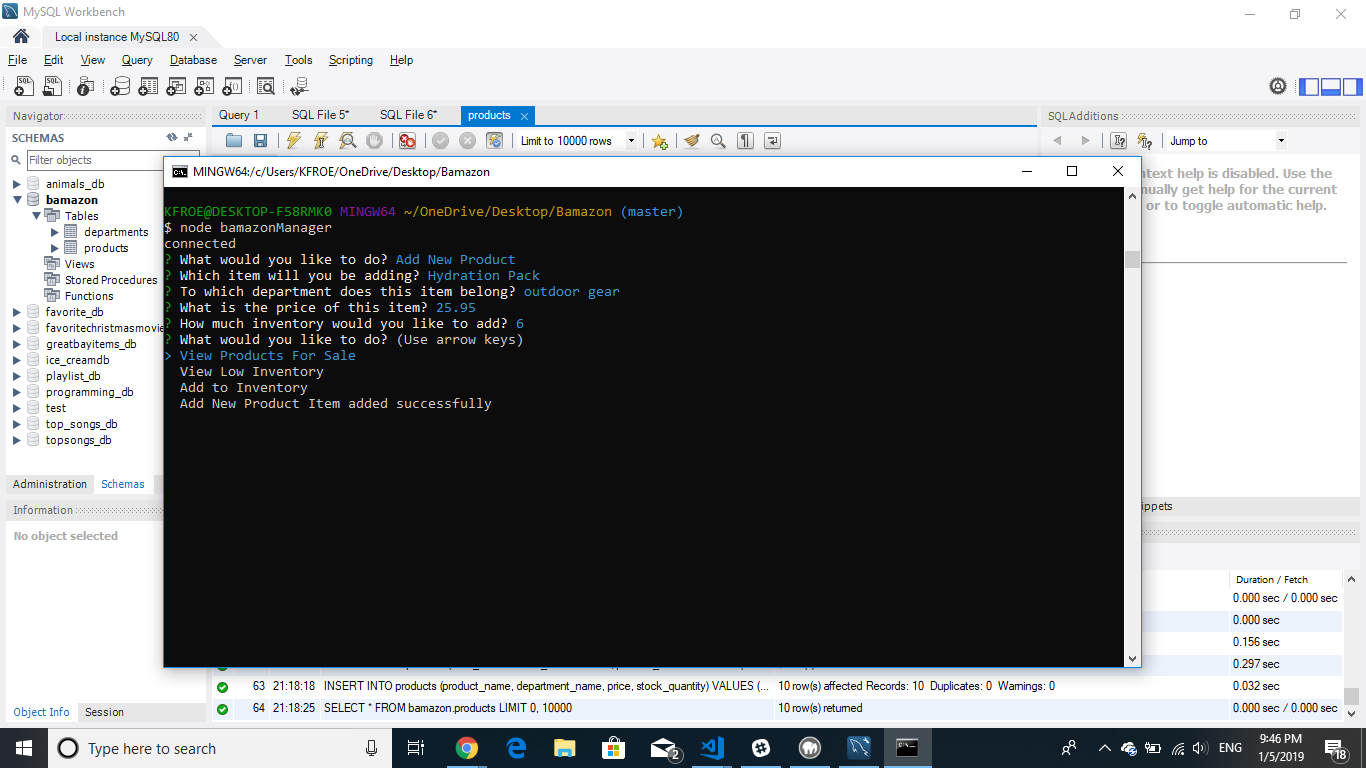 MySQL Workbench
Local instance MySQL80
File Edit View Query Database Server Tools Scripting Help
Navigator
SCHEMAS
Filter objects
animals_db
bamazon
Tables
departments
products
Views
Stored Procedures
Functions
favorite_db
favoritechristmasmovie
greatbayitems_db
ice_creamdb
playlist_db
programming_db
test
top_songs_db
topsongs_db
Administration Schemas
Information
No object selected
Object Info Session
Query 1 SQL File 5* SQL File 6* products
Limit to 10000 rows
SQLAdditions
Jump to
ntext help is disabled. Use the
nually get help for the current
or to toggle automatic help.
ippets
MINGW64:/c/Users/KFROE/OneDrive/Desktop/Bamazon
KFROE@DESKTOP-F58RMK0 MINGW64 ~/OneDrive/Desktop/Bamazon (master)
$ node bamazonManager
connected
? What would you like to do? Add New Product
? Which item will you be adding? Hydration Pack
? To which department does this item belong? outdoor gear
? What is the price of this item? 25.95
? How much inventory would you like to add? 6
? What would you like to do? (Use arrow keys)
> View Products For Sale
View Low Inventory
Add to Inventory
Add New Product Item added successfully
Duration / Fetch
0.000 sec / 0.000 sec
0.000 sec
0.156 sec
0.297 sec
63 21:18:18 INSERT INTO products (product_name, department_name, price, stock_quantity) VALUES (... 10 row(s) affected Records: 10 Duplicates: 0 Warnings: 0 0.032 sec
64 21:18:25 SELECT * FROM bamazon.products LIMIT 0, 10000 10 row(s) returned 0.000 sec / 0.000 sec
Type here to search
2
ENG
9:46 PM
1/5/2019
18